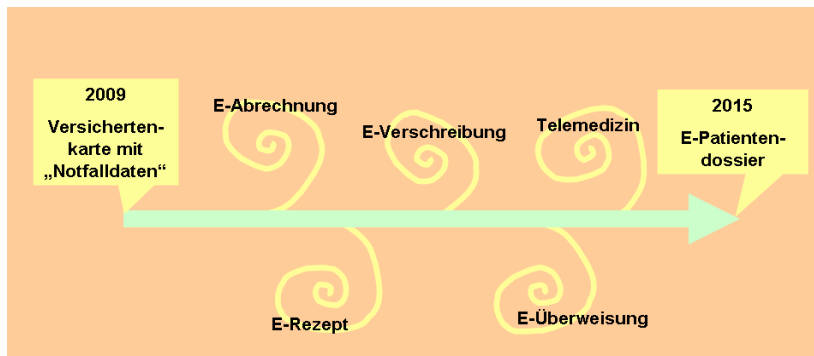 2009
Versicherten-
karte mit
„Notfalldaten“
E-Abrechnung
E-Verschreibung
Telemedizin
2015
E-Patienten-
dossier
E-Rezept
E-Überweisung